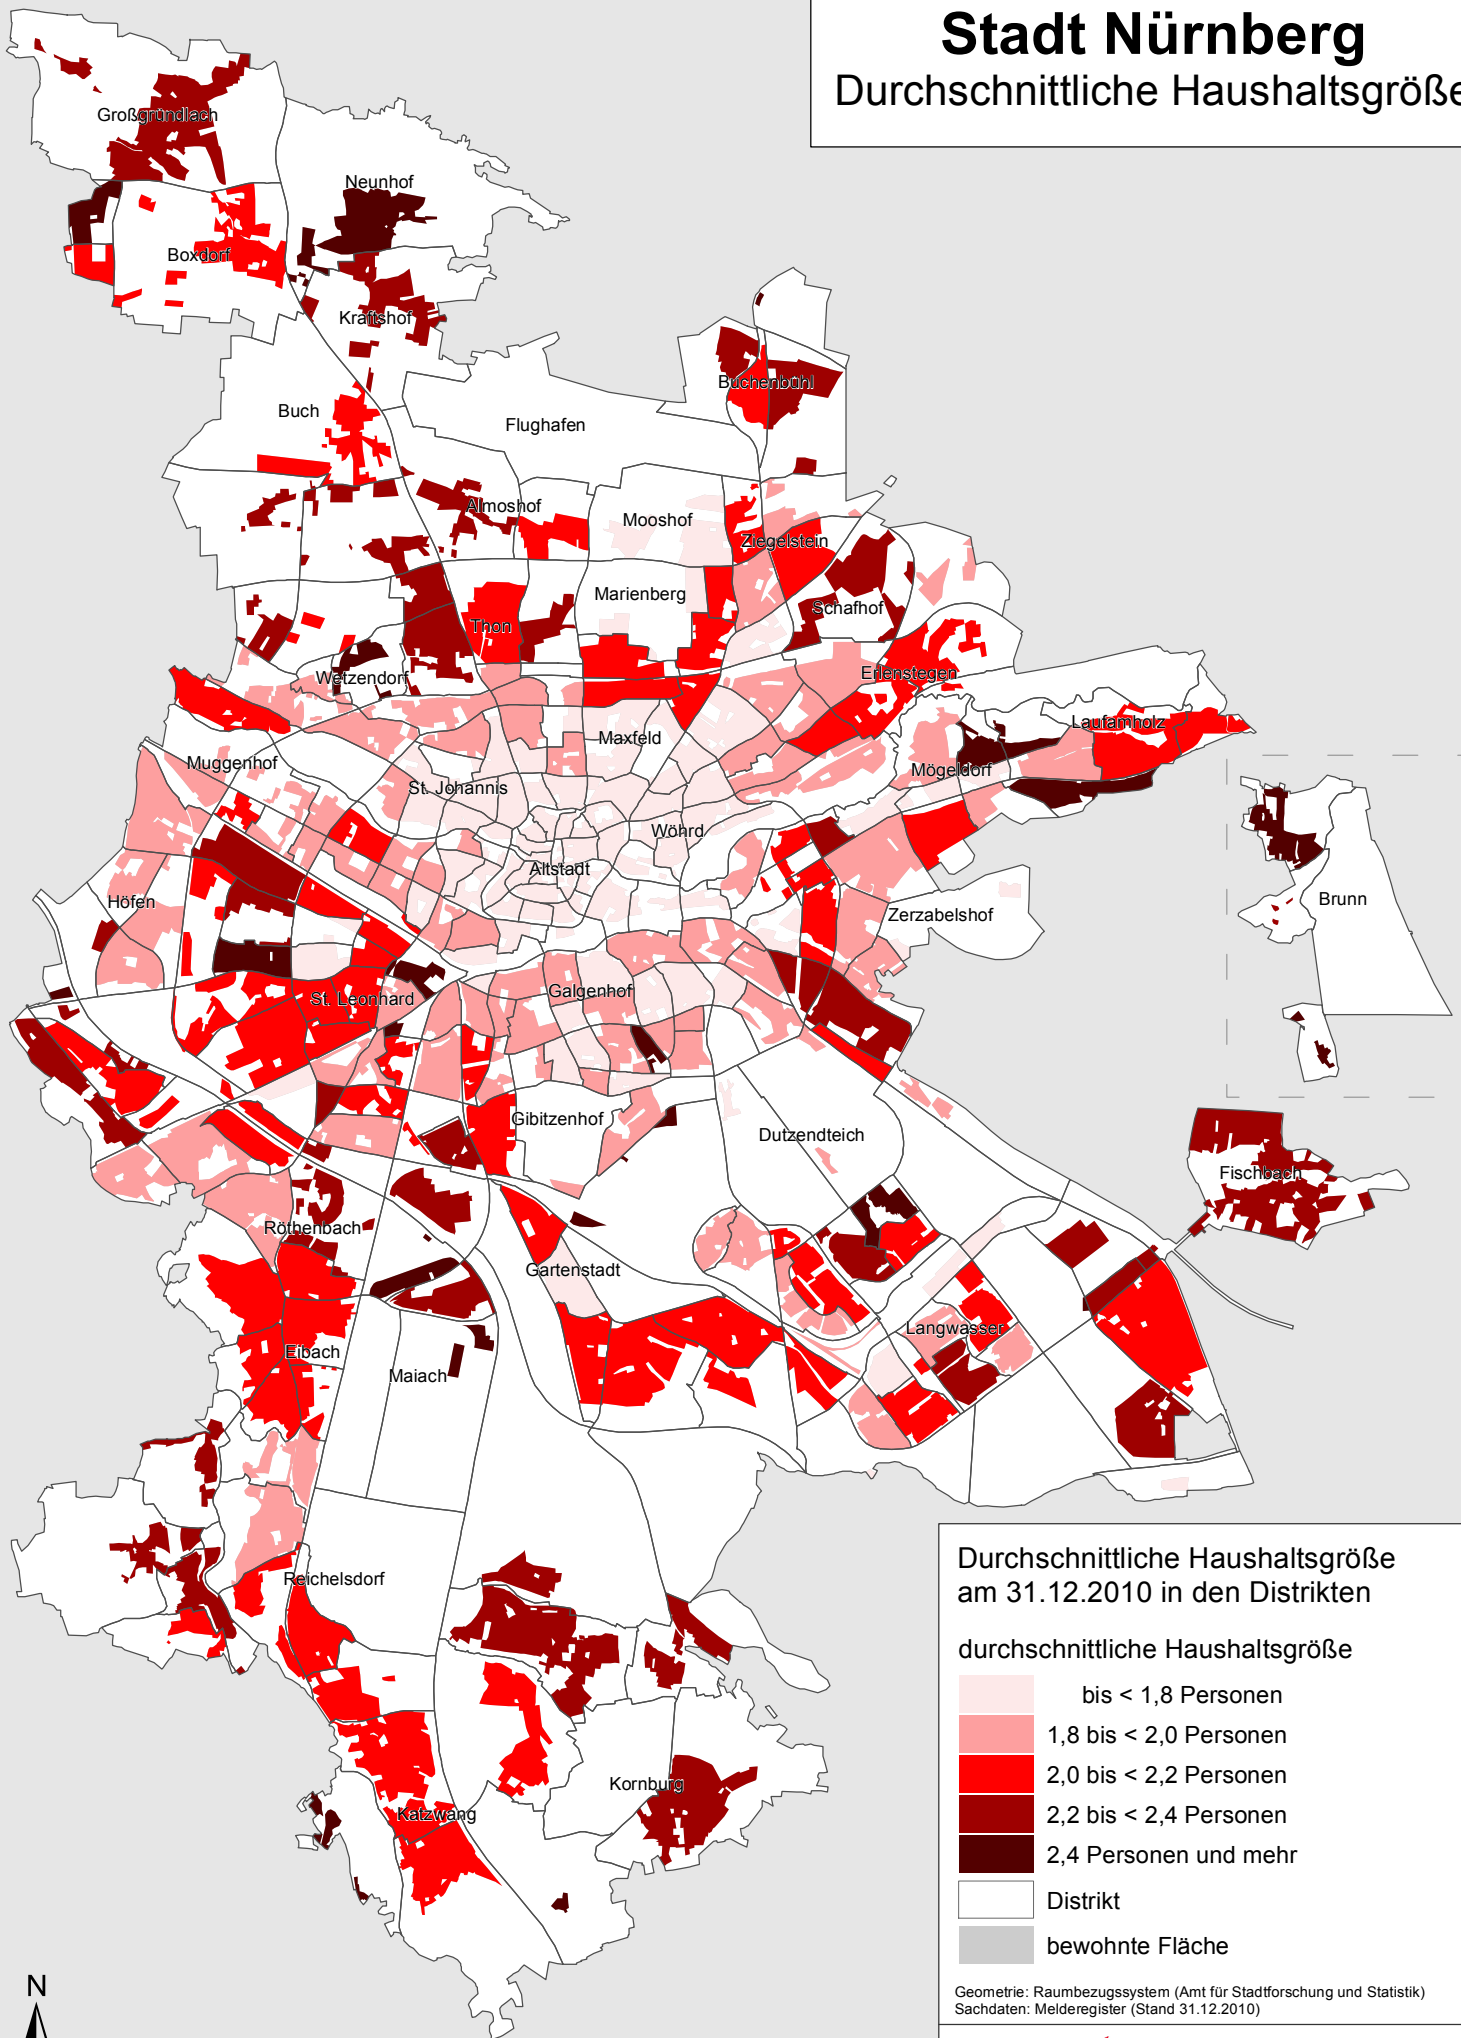 Stadt Nürnberg
Durchschnittliche Haushaltsgröße
Großgründlach
Neunhof
Boxdorf
Kraftshof
Buchenbühl
Buch
Flughafen
Almoshof
Mooshof
Ziegelstein
Marienberg
Schafhof
Thon
Wetzendorf
Erlenstegen
Laufamholz
Maxfeld
Muggenhof
Mögeldorf
St. Johannis
Wöhrd
Altstadt
Höfen
Brunn
Zerzabelshof
Galgenhof
St. Leonhard
Gibitzenhof
Dutzendteich
Fischbach
Röthenbach
Gartenstadt
Langwasser
Eibach
Maiach
Reichelsdorf
Kornburg
Katzwang
Durchschnittliche Haushaltsgröße
am 31.12.2010 in den Distrikten
durchschnittliche Haushaltsgröße
bis < 1,8 Personen
1,8 bis < 2,0 Personen
2,0 bis < 2,2 Personen
2,2 bis < 2,4 Personen
2,4 Personen und mehr
Distrikt
bewohnte Fläche
Geometrie: Raumbezugssystem (Amt für Stadtforschung und Statistik)
Sachdaten: Melderegister (Stand 31.12.2010)
N